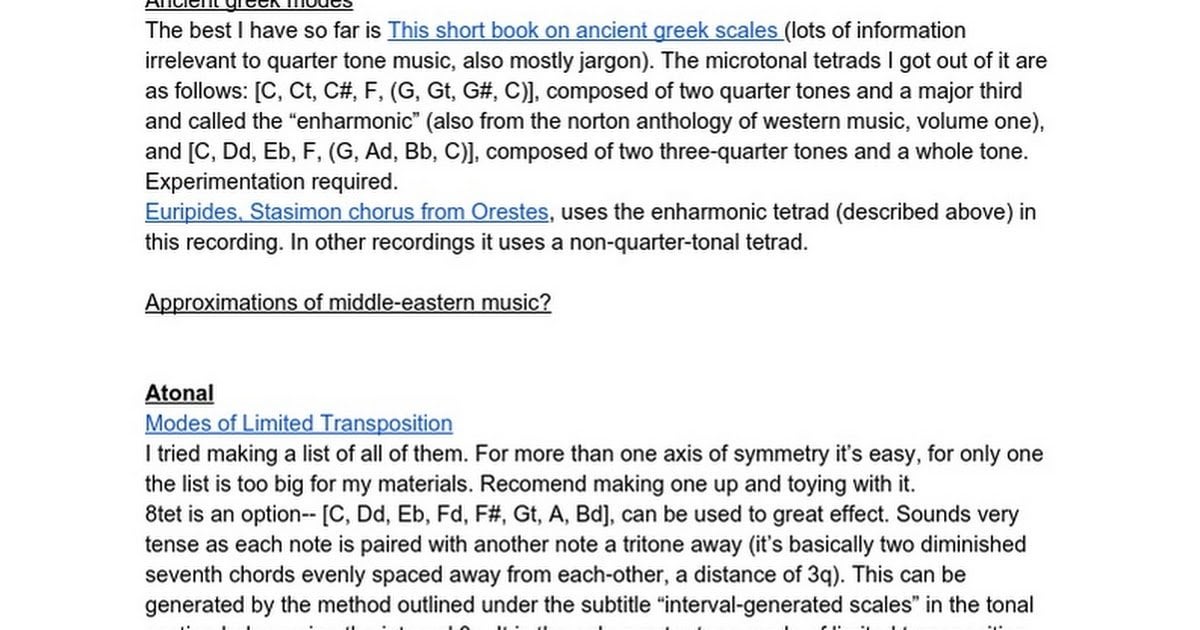 Ancient greek modes
The best I have so far is This short book on ancient greek scales (lots of information
irrelevant to quarter tone music, also mostly jargon). The microtonal tetrads I got out of it are
as follows: [C, Ct, C#, F, (G, Gt, G#, C)], composed of two quarter tones and a major third
and called the “enharmonic” (also from the norton anthology of western music, volume one),
and [C, Dd, Eb, F, (G, Ad, Bb, C)], composed of two three-quarter tones and a whole tone.
Experimentation required.
Euripides, Stasimon chorus from Orestes, uses the enharmonic tetrad (described above) in
this recording. In other recordings it uses a non-quarter-tonal tetrad.
Approximations of middle-eastern music?
Atonal
Modes of Limited Transposition
I tried making a list of all of them. For more than one axis of symmetry it’s easy, for only one
the list is too big for my materials. Recomend making one up and toying with it.
8tet is an option-- [C, Dd, Eb, Fd, F#, Gt, A, Bd], can be used to great effect. Sounds very
tense as each note is paired with another note a tritone away (it’s basically two diminished
seventh chords evenly spaced away from each-other, a distance of 3q). This can be
generated by the method outlined under the subtitle “interval-generated scales” in the tonal